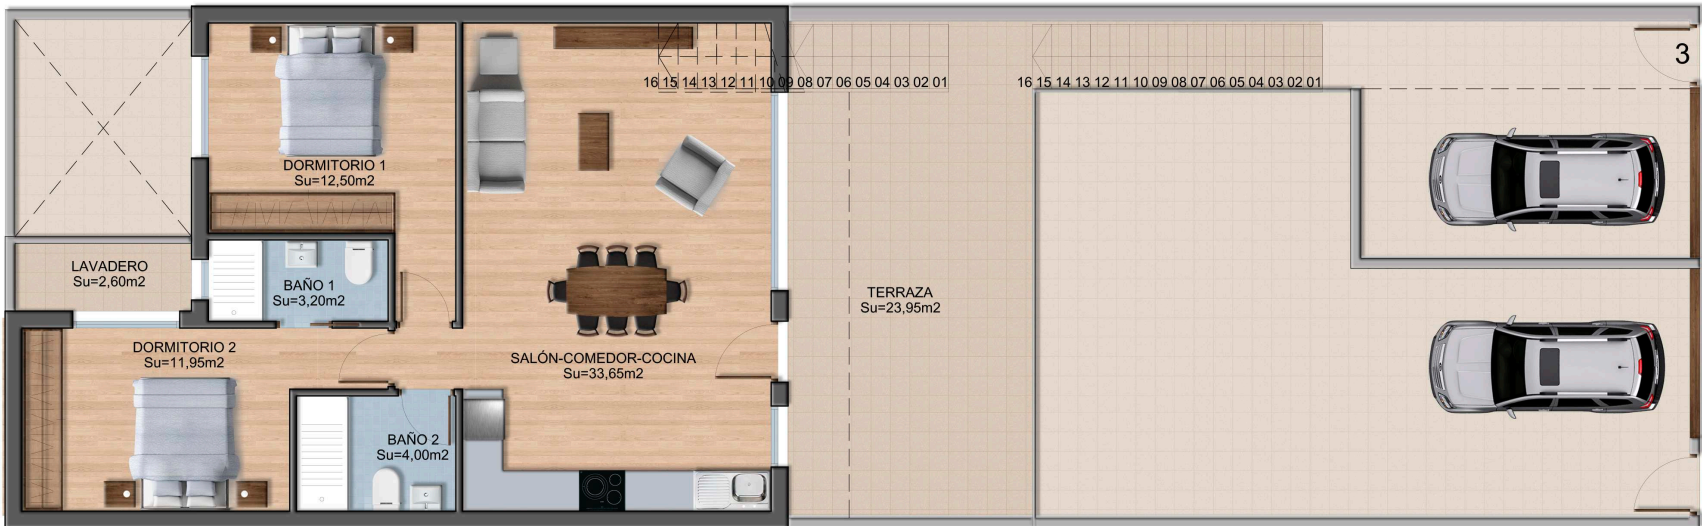 3
16 15 14 13 12 11 10 09 08 07 06 05 04 03 02 01
16 15 14 13 12 11 10 09 08 07 06 05 04 03 02 01
DORMITORIO 1
Su=12,50m2
LAVADERO
Su=2,60m2
BAÑO 1
Su=3,20m2
TERRAZA
Su=23,95m2
DORMITORIO 2
Su=11,95m2
SALÓN-COMEDOR-COCINA
Su=33,65m2
BAÑO 2
Su=4,00m2